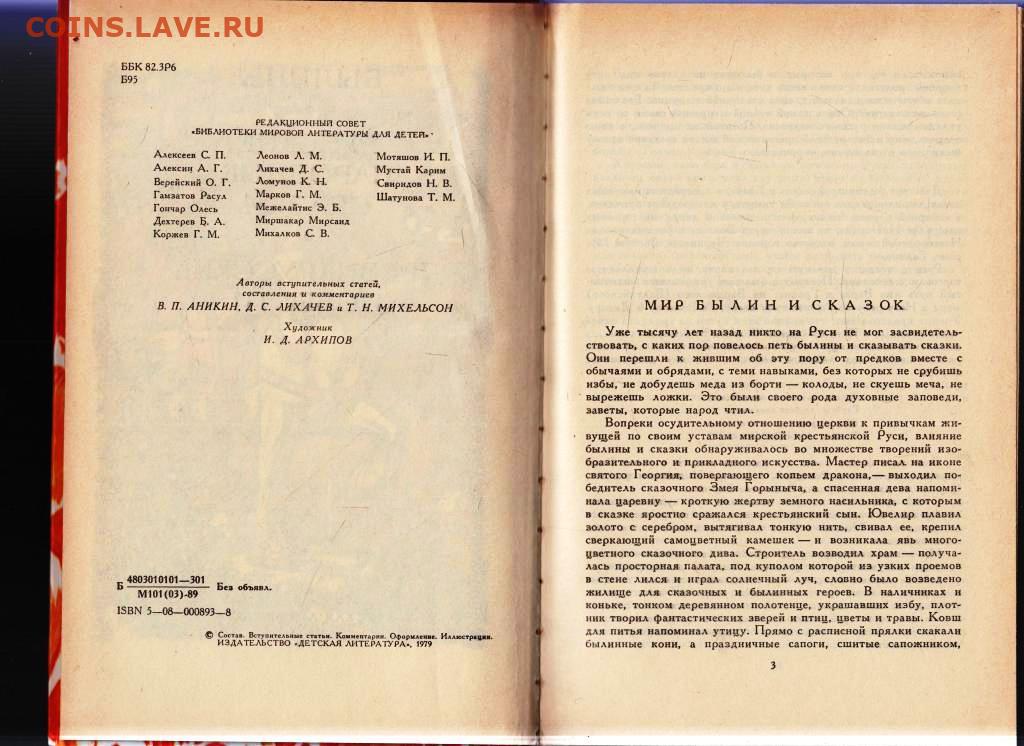 COINS.LAVE.RU
ББК 82.3Р6
Б95
РЕДАКЦИОННЫЙ СОВЕТ
«БИБЛИОТЕКИ МИРОВОЙ ЛИТЕРАТУРЫ ДЛЯ ДЕТЕЙ»
Алексеев С. П.
Алексин А. Г.
Верейский О. Г.
Гамзатов Расул
Гончар Олесь
Дехтерев Б. А.
Коржев Г. М.
Леонов Л. М.
Лихачев Д. С.
Ломунов К. Н.
Марков Г. М.
Межелайтис Э. Б.
Миршакар Мирсаид
Михалков С. В.
Мотяшов И. П.
Мустай Карим
Свиридов Н. В.
Шатунова Т. М.
Авторы вступительных статей,
составления и комментариев
В. П. АНИКИН, Д. С. ЛИХАЧЕВ и Т. Н. МИХЕЛЬСОН
Художник
И. Д. АРХИПОВ
Б 4803010101—301 Без объявл.
М101(03)-89
ISBN 5—08—000893—8
© Состав. Вступительные статьи. Комментарии. Оформление. Иллюстрации.
ИЗДАТЕЛЬСТВО «ДЕТСКАЯ ЛИТЕРАТУРА», 1979
МИР БЫЛИН И СКАЗОК
Уже тысячу лет назад никто на Руси не мог засвидетель-
ствовать, с каких пор повелось петь былины и сказывать сказки.
Они перешли к жившим об эту пору от предков вместе с
обычаями и обрядами, с теми навыками, без которых не срубишь
избы, не добудешь меда из борти — колоды, не скуешь меча, не
вырежешь ложки. Это были своего рода духовные заповеди,
заветы, которые народ чтил.
Вопреки осудительному отношению церкви к привычкам жи-
вущей по своим уставам мирской крестьянской Руси, влияние
былины и сказки обнаруживалось во множестве творений изо-
бразительного и прикладного искусства. Мастер писал на иконе
святого Георгия, повергающего копьем дракона,— выходил по-
бедитель сказочного Змея Горыныча, а спасенная дева напоми-
нала царевну — кроткую жертву земного насильника, с которым
в сказке яростно сражался крестьянский сын. Ювелир плавил
золото с серебром, вытягивал тонкую нить, свивал ее, крепил
сверкающий самоцветный камешек — и возникала явь много-
цветного сказочного дива. Строитель возводил храм — получа-
лась просторная палата, под куполом которой из узких проемов
в стене лился и играл солнечный луч, словно было возведено
жилище для сказочных и былинных героев. В наличниках и
коньке, тонком деревянном полотенце, украшавших избу, плот-
ник творил фантастических зверей и птиц, цветы и травы. Ковш
для питья напоминал утицу. Прямо с расписной прялки скакали
былинные кони, а праздничные сапоги, сшитые сапожником,
3